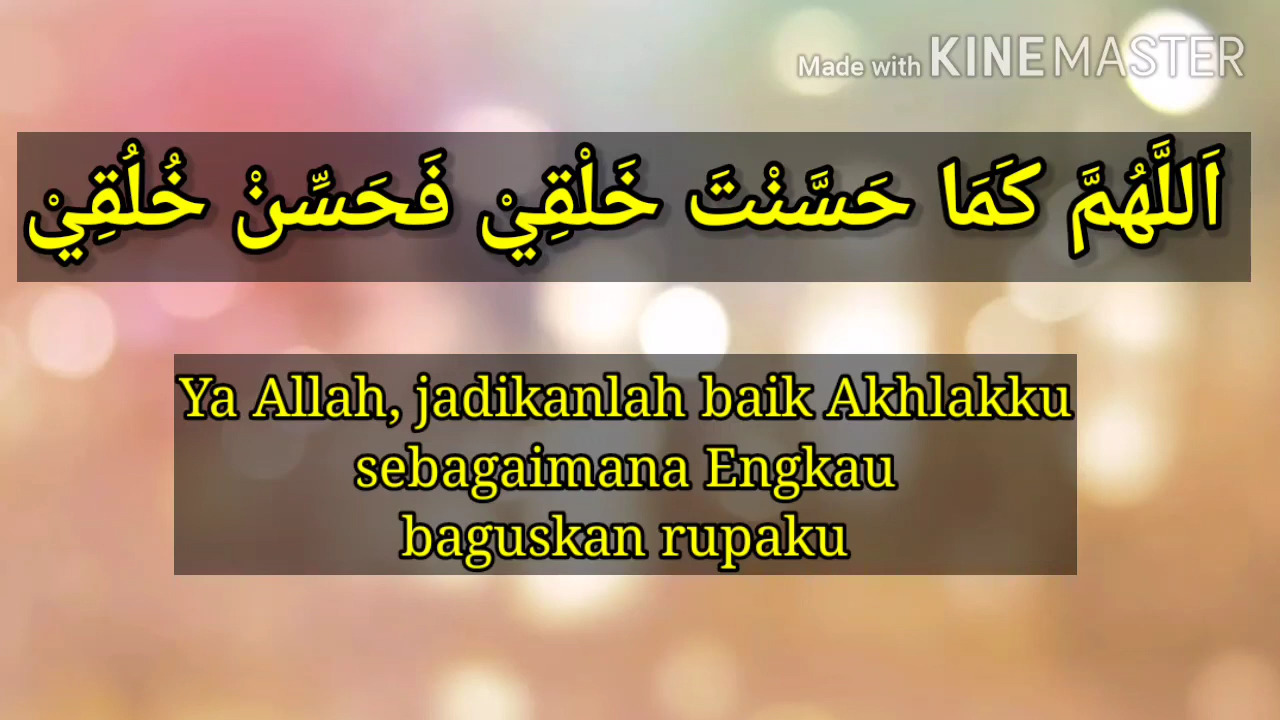 Made with KINEMASTER
اَللَّهُمَّ كَمَا حَسَّنْتَ خَلْقِيْ فَحَسِّنْ خُلُقِيْ
Ya Allah, jadikanlah baik Akhlakku
sebagaimana Engkau
baguskan rupaku